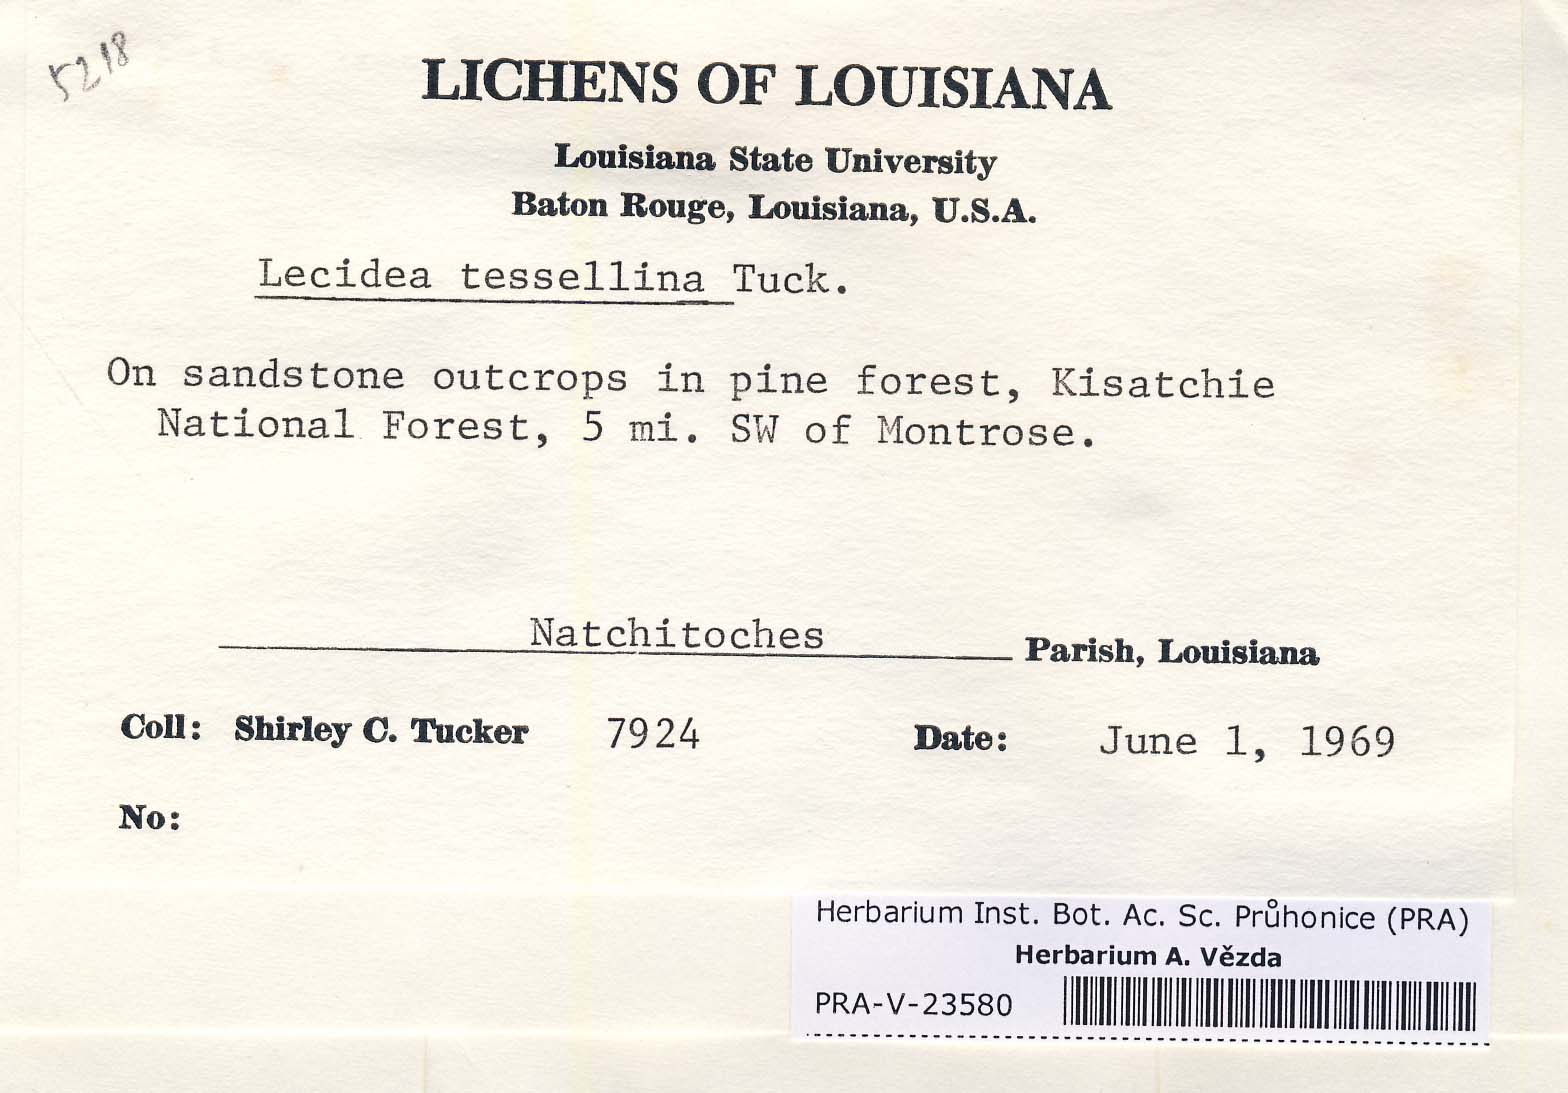 5218
LICHENS OF LOUISIANA
Louisiana State University
Baton Rouge, Louisiana, U.S.A.
Lecidea tessellina Tuck.
On sandstone outcrops in pine forest, Kisatchie
National Forest, 5 mi. SW of Montrose.
Natchitoches Parish, Louisiana
Coll: Shirley C. Tucker 7924 Date: June 1, 1969
No:
Herbarium Inst. Bot. Ac. Sc. Průhonice (PRA)
Herbarium A. Vězda
PRA-V-23580